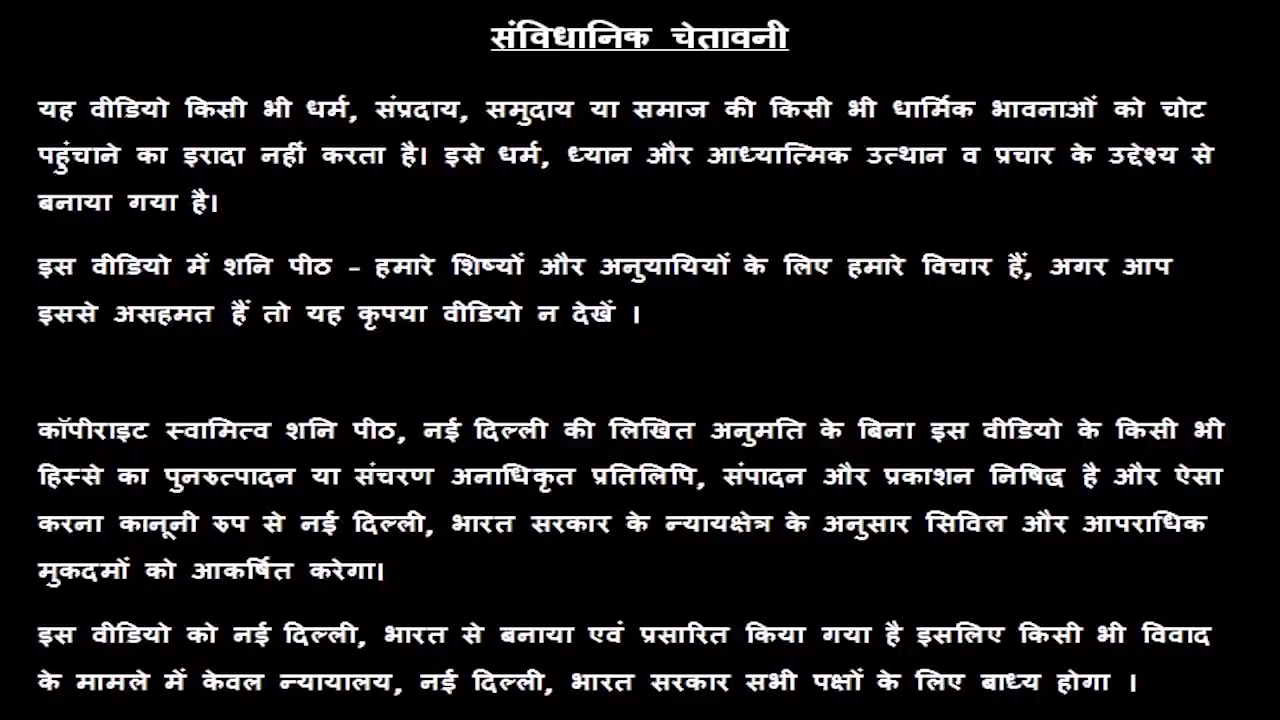 संविधानिक चेतावनी
यह वीडियो किसी भी धर्म, संप्रदाय, समुदाय या समाज की किसी भी धार्मिक भावनाओं को चोट
पहुंचाने का इरादा नहीं करता है। इसे धर्म, ध्यान और आध्यात्मिक उत्थान व प्रचार के उद्देश्य से
बनाया गया है।
इस वीडियो में शनि पीठ – हमारे शिष्यों और अनुयायियों के लिए हमारे विचार हैं, अगर आप
इससे असहमत हैं तो यह कृपया वीडियो न देखें ।
कॉपीराइट स्वामित्व शनि पीठ, नई दिल्ली की लिखित अनुमति के बिना इस वीडियो के किसी भी
हिस्से का पुनरुत्पादन या संचरण अनाधिकृत प्रतिलिपि, संपादन और प्रकाशन निषिद्ध है और ऐसा
करना कानूनी रुप से नई दिल्ली, भारत सरकार के न्यायक्षेत्र के अनुसार सिविल और आपराधिक
मुकदमों को आकर्षित करेगा।
इस वीडियो को नई दिल्ली, भारत से बनाया एवं प्रसारित किया गया है इसलिए किसी भी विवाद
के मामले में केवल न्यायालय, नई दिल्ली, भारत सरकार सभी पक्षों के लिए बाध्य होगा ।